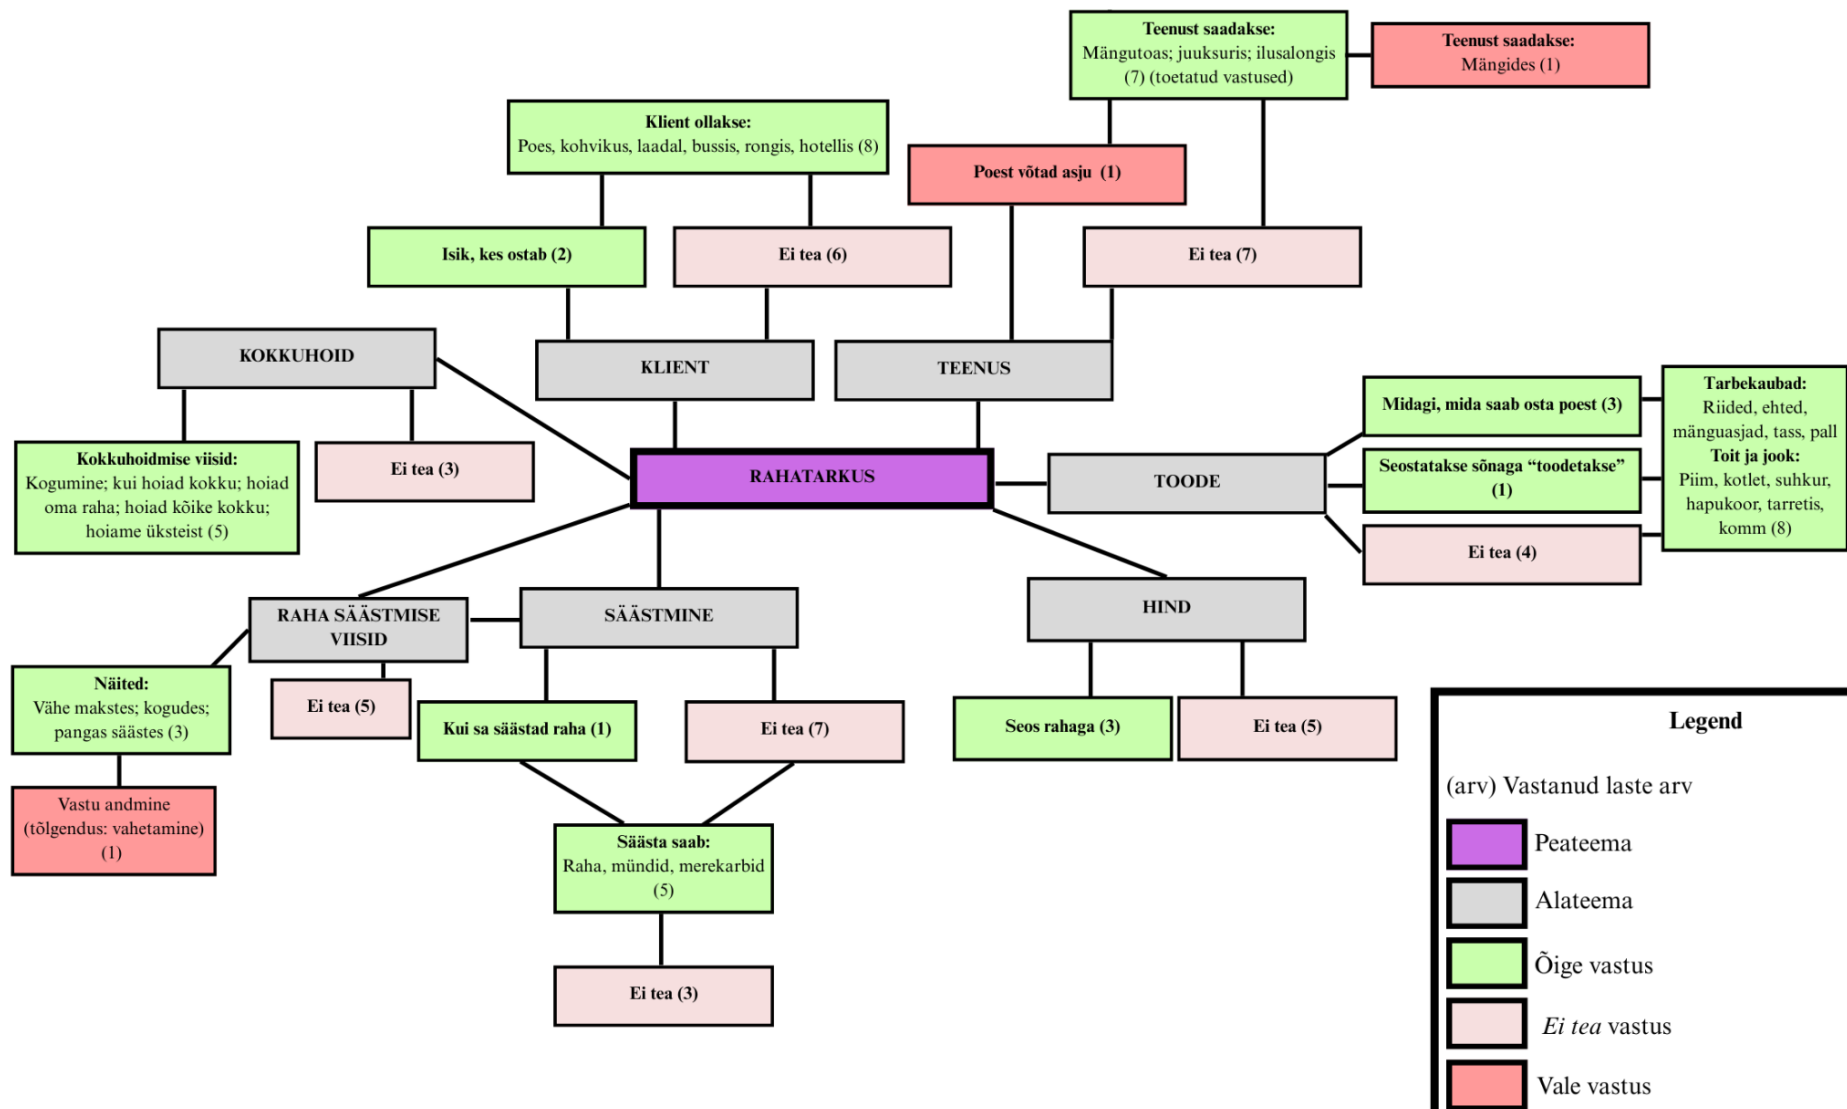 Teenust saadakse:
Mängutoas; juuksuris; ilusalongis
(7) (toetatud vastused)
Teenust saadakse:
Mängides (1)
Klient ollakse:
Poes, kohvikus, laadal, bussis, rongis, hotellis (8)
Poest võtad asju (1)
Isik, kes ostab (2)
Ei tea (6)
Ei tea (7)
KOKKUHOID
KLIENT
TEENUS
Kokkuhoidmise viisid:
Kogumine; kui hoiad kokku; hoiad
oma raha; hoiad kõike kokku;
hoiame üksteist (5)
Ei tea (3)
RAHATARKUS
TOODE
Midagi, mida saab osta poest (3)
Seostatakse sõnaga “toodetakse”
(1)
Ei tea (4)
Tarbekaubad:
Riided, ehted,
mänguasjad, tass, pall
Toit ja jook:
Piim, kotlet, suhkur,
hapukoor, tarretis,
komm (8)
RAHA SÄÄSTMISE
VIISID
SÄÄSTMINE
HIND
Näited:
Vähe makstes; kogudes;
pangas säästes (3)
Ei tea (5)
Kui sa säästad raha (1)
Ei tea (7)
Seos rahaga (3)
Ei tea (5)
Vastu andmine
(tõlgendus: vahetamine)
(1)
Säästa saab:
Raha, mündid, merekarbid
(5)
Ei tea (3)
Legend
(arv) Vastanud laste arv
Peateema
Alateema
Õige vastus
Ei tea vastus
Vale vastus